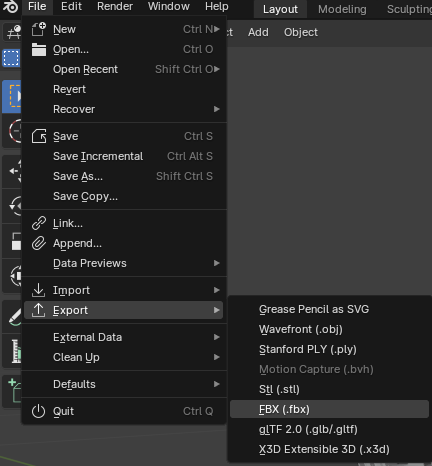 File Edit Render Window Help Layout Modeling Sculpting
New Ctrl N
Open... Ctrl O
Open Recent Shift Ctrl O
Revert
Recover
Add Object
Save Ctrl S
Save Incremental Ctrl Alt S
Save As... Shift Ctrl S
Save Copy...
Link...
Append...
Data Previews
Import
Export
External Data
Clean Up
Defaults
Quit Ctrl Q
Grease Pencil as SVG
Wavefront (.obj)
Stanford PLY (.ply)
Motion Capture (.bvh)
Stl (.stl)
FBX (.fbx)
glTF 2.0 (.glb/.gltf)
X3D Extensible 3D (.x3d)